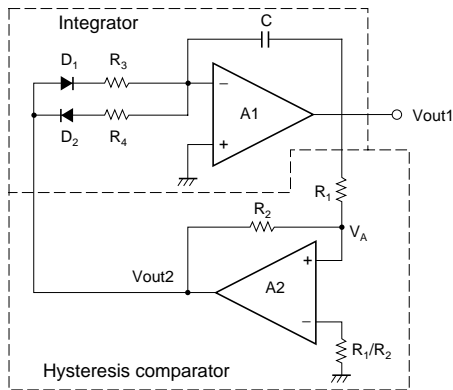 Integrator
C
D1
R3
−
A1
+
Vout1
D2
R4
R1
R2
VA
Vout2
+
A2
−
R1/R2
Hysteresis comparator